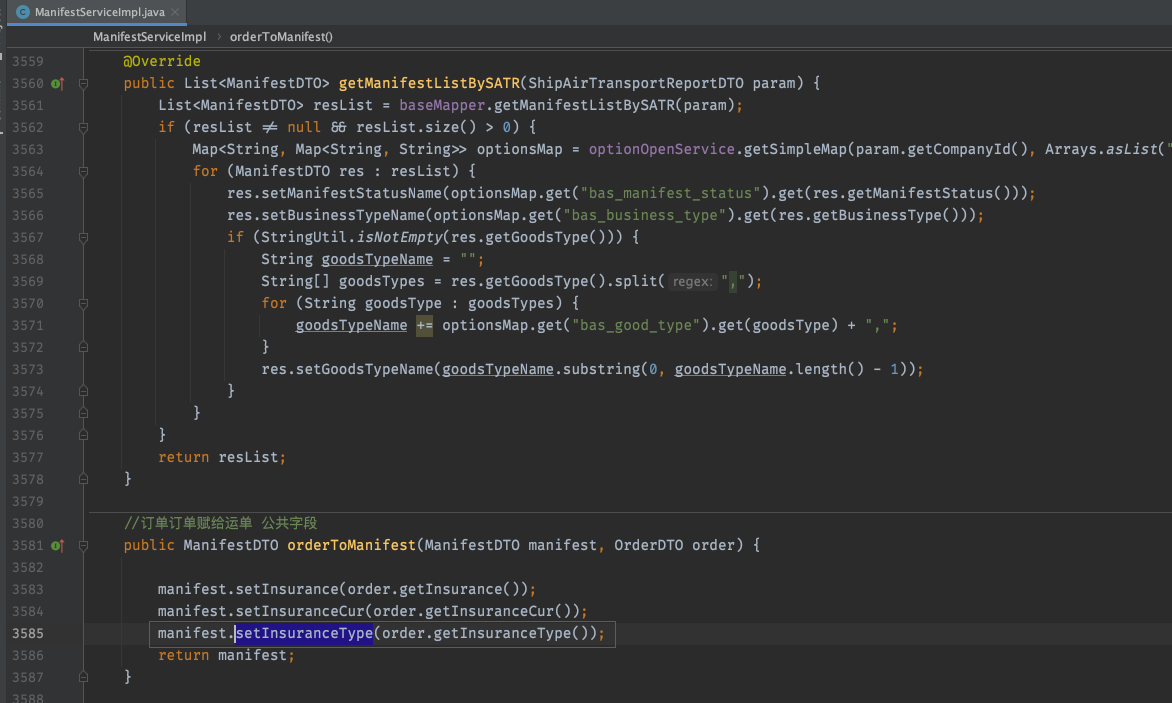 ManifestServiceImpl.java
ManifestServiceImpl › orderToManifest()
3559 @Override
3560 public List<ManifestDTO> getManifestListBySATR(ShipAirTransportReportDTO param) {
3561 List<ManifestDTO> resList = baseMapper.getManifestListBySATR(param);
3562 if (resList ≠ null && resList.size() > 0) {
3563 Map<String, Map<String, String>> optionsMap = optionOpenService.getSimpleMap(param.getCompanyId(), Arrays.asList("
3564 for (ManifestDTO res : resList) {
3565 res.setManifestStatusName(optionsMap.get("bas_manifest_status").get(res.getManifestStatus()));
3566 res.setBusinessTypeName(optionsMap.get("bas_business_type").get(res.getBusinessType()));
3567 if (StringUtil.isNotEmpty(res.getGoodsType())) {
3568 String goodsTypeName = "";
3569 String[] goodsTypes = res.getGoodsType().split( regex: ",");
3570 for (String goodsType : goodsTypes) {
3571 goodsTypeName += optionsMap.get("bas_good_type").get(goodsType) + ",";
3572 }
3573 res.setGoodsTypeName(goodsTypeName.substring(0, goodsTypeName.length() - 1));
3574 }
3575 }
3576 }
3577 return resList;
3578 }
3579
3580 //订单订单赋给运单 公共字段
3581 public ManifestDTO orderToManifest(ManifestDTO manifest, OrderDTO order) {
3582
3583 manifest.setInsurance(order.getInsurance());
3584 manifest.setInsuranceCur(order.getInsuranceCur());
3585 manifest.setInsuranceType(order.getInsuranceType());
3586 return manifest;
3587 }
3588